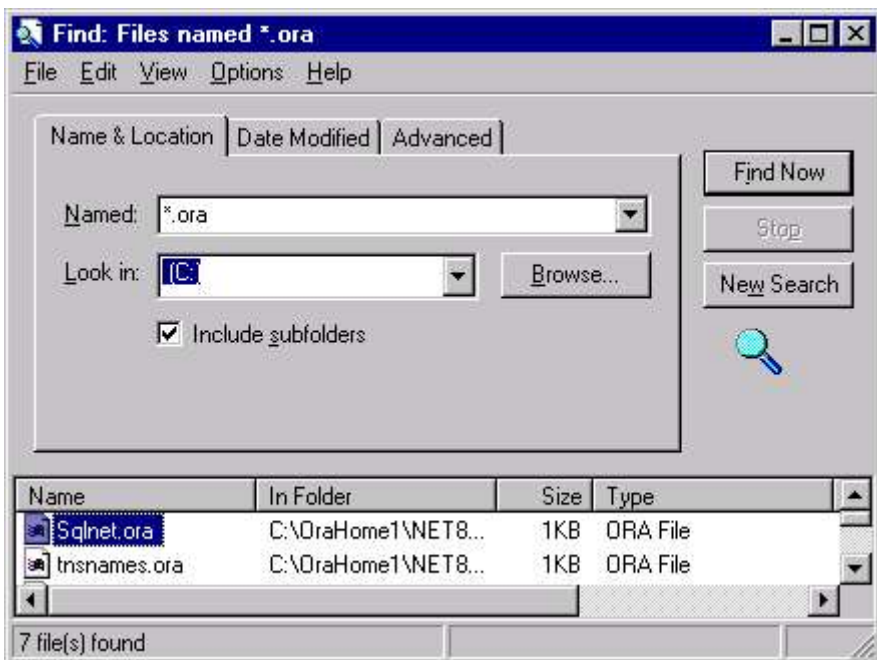 Find: Files named *.ora
File Edit View Options Help
Name & Location Date Modified Advanced
Find Now
Named: *.ora
Stop
Look in: (C:) Browse...
New Search
Include subfolders
Name In Folder Size Type
Sqlnet.ora C:\OraHome1\NET8... 1KB ORA File
tnsnames.ora C:\OraHome1\NET8... 1KB ORA File
7 file(s) found